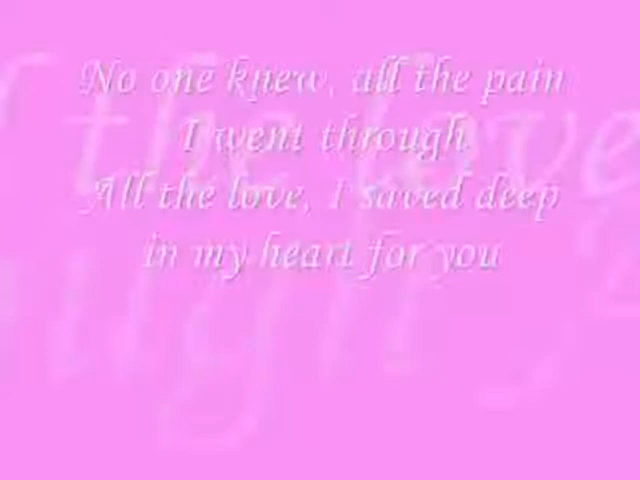 No one knew, all the pain
I went through
All the love, I saved deep
in my heart for you